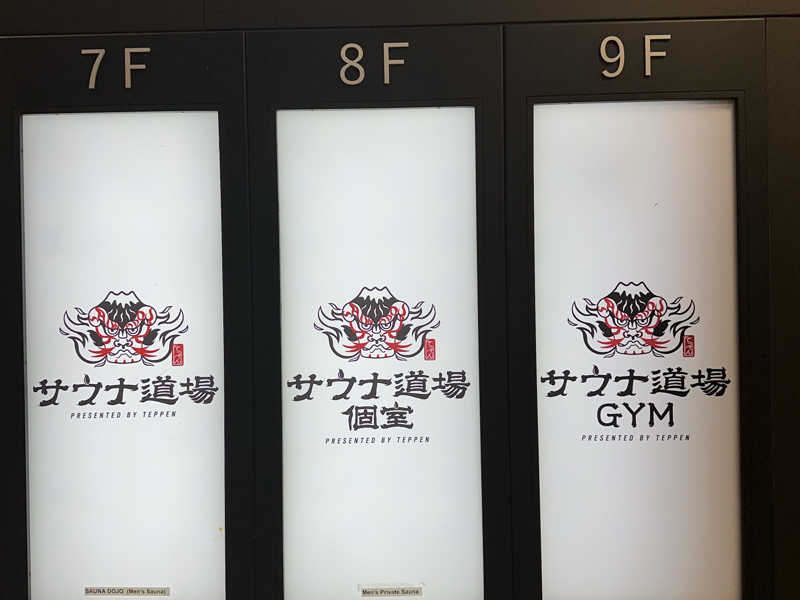 7F
サウナ道場
PRESENTED BY TEPPEN
SAUNA DOJO (Men's Sauna)
8F
サウナ道場
個室
PRESENTED BY TEPPEN
Men's Private Sauna
9F
サウナ道場
GYM
PRESENTED BY TEPPEN